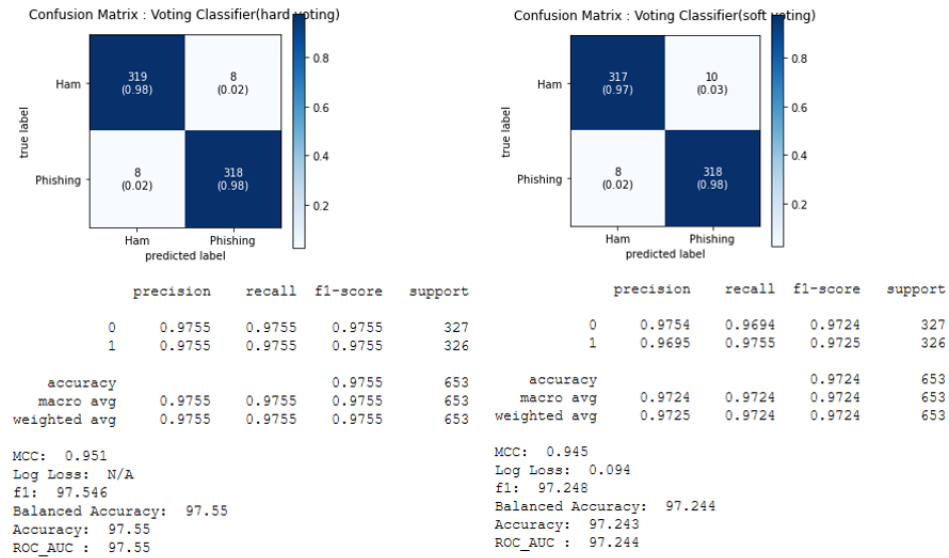 Confusion Matrix : Voting Classifier(hard voting)
319
(0.98)
8
(0.02)
8
(0.02)
318
(0.98)
Ham
Phishing
true label
Ham Phishing
predicted label
0.8
0.6
0.4
0.2
precision recall f1-score support
0 0.9755 0.9755 0.9755 327
1 0.9755 0.9755 0.9755 326
accuracy 0.9755 653
macro avg 0.9755 0.9755 0.9755 653
weighted avg 0.9755 0.9755 0.9755 653
MCC: 0.951
Log Loss: N/A
f1: 97.546
Balanced Accuracy: 97.55
Accuracy: 97.55
ROC_AUC : 97.55
Confusion Matrix : Voting Classifier(soft voting)
317
(0.97)
10
(0.03)
8
(0.02)
318
(0.98)
Ham
Phishing
true label
Ham Phishing
predicted label
0.8
0.6
0.4
0.2
precision recall f1-score support
0 0.9754 0.9694 0.9724 327
1 0.9695 0.9755 0.9725 326
accuracy 0.9724 653
macro avg 0.9724 0.9724 0.9724 653
weighted avg 0.9725 0.9724 0.9724 653
MCC: 0.945
Log Loss: 0.094
f1: 97.248
Balanced Accuracy: 97.244
Accuracy: 97.243
ROC_AUC : 97.244